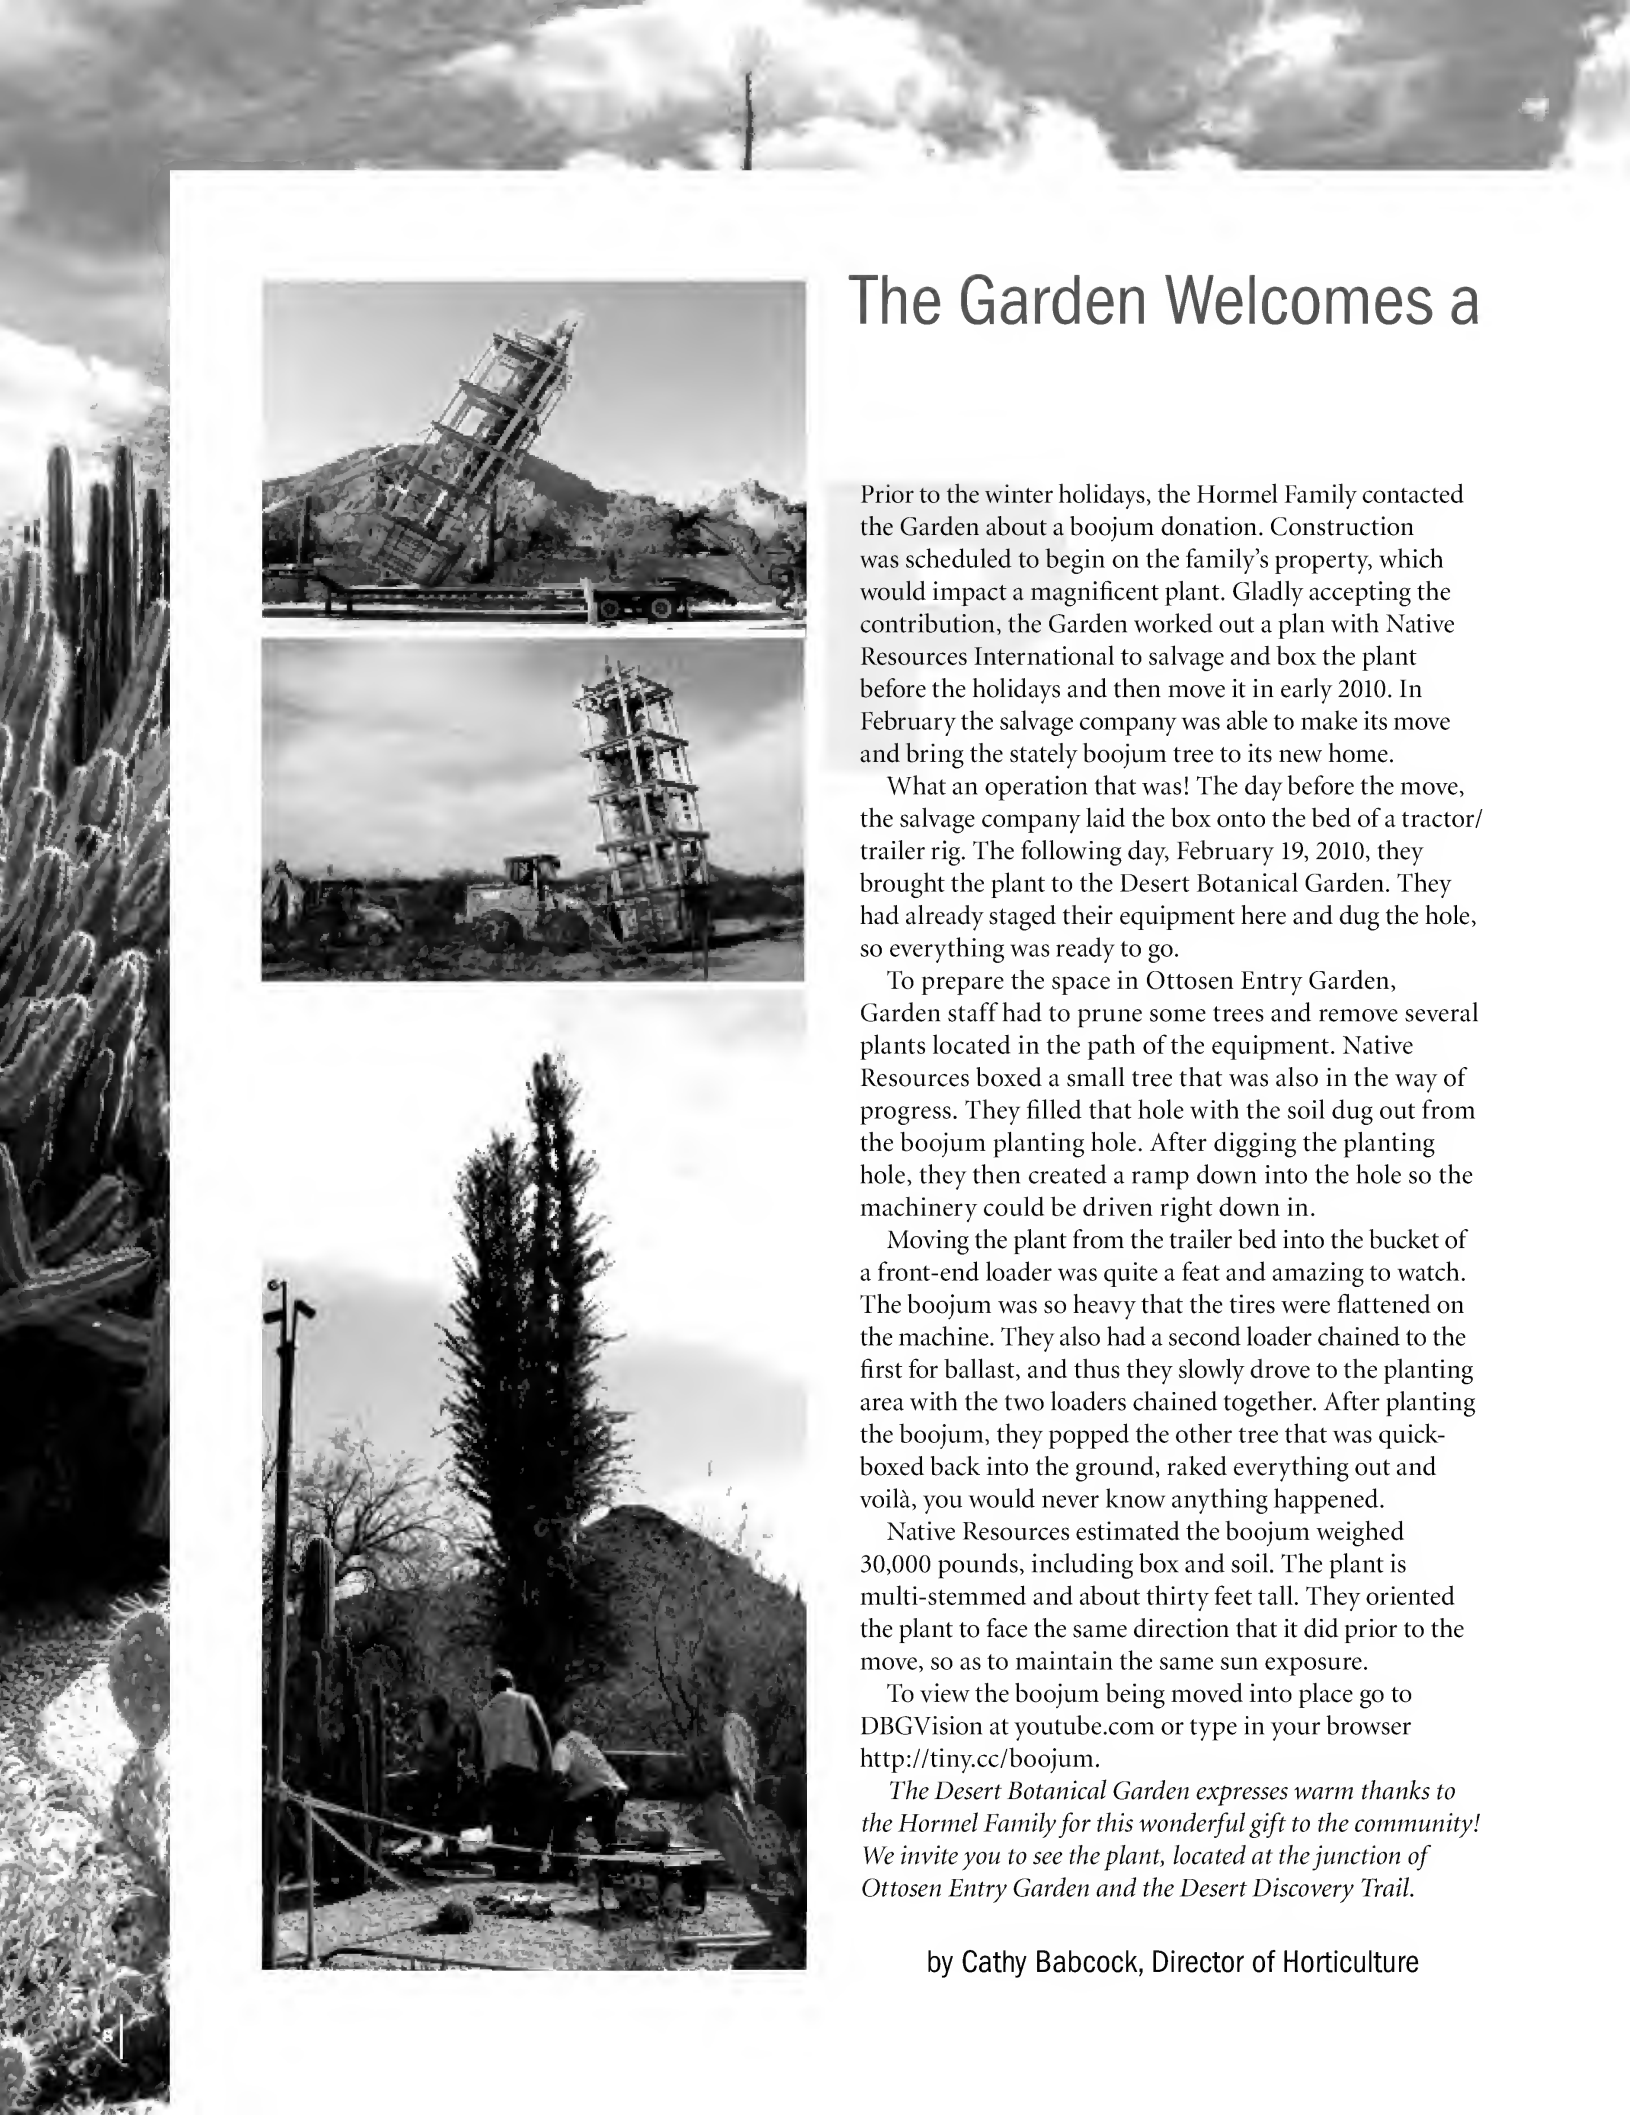 The Garden Welcomes a
Prior to the winter holidays, the Hormel Family contacted
the Garden about a boojum donation. Construction
was scheduled to begin on the family's property, which
would impact a magnificent plant. Gladly accepting the
contribution, the Garden worked out a plan with Native
Resources International to salvage and box the plant
before the holidays and then move it in early 2010. In
February the salvage company was able to make its move
and bring the stately boojum tree to its new home.
What an operation that was! The day before the move,
the salvage company laid the box onto the bed of a tractor/
trailer rig. The following day, February 19, 2010, they
brought the plant to the Desert Botanical Garden. They
had already staged their equipment here and dug the hole,
so everything was ready to go.
To prepare the space in Ottosen Entry Garden,
Garden staff had to prune some trees and remove several
plants located in the path of the equipment. Native
Resources boxed a small tree that was also in the way of
progress. They filled that hole with the soil dug out from
the boojum planting hole. After digging the planting
hole, they then created a ramp down into the hole so the
machinery could be driven right down in.
Moving the plant from the trailer bed into the bucket of
a front-end loader was quite a feat and amazing to watch.
The boojum was so heavy that the tires were flattened on
the machine. They also had a second loader chained to the
first for ballast, and thus they slowly drove to the planting
area with the two loaders chained together. After planting
the boojum, they popped the other tree that was quick-
boxed back into the ground, raked everything out and
voilà, you would never know anything happened.
Native Resources estimated the boojum weighed
30,000 pounds, including box and soil. The plant is
multi-stemmed and about thirty feet tall. They oriented
the plant to face the same direction that it did prior to the
move, so as to maintain the same sun exposure.
To view the boojum being moved into place go to
DBGVision at youtube.com or type in your browser
http://tiny.cc/boojum.
The Desert Botanical Garden expresses warm thanks to
the Hormel Family for this wonderful gift to the community!
We invite you to see the plant, located at the junction of
Ottosen Entry Garden and the Desert Discovery Trail.
by Cathy Babcock, Director of Horticulture
8